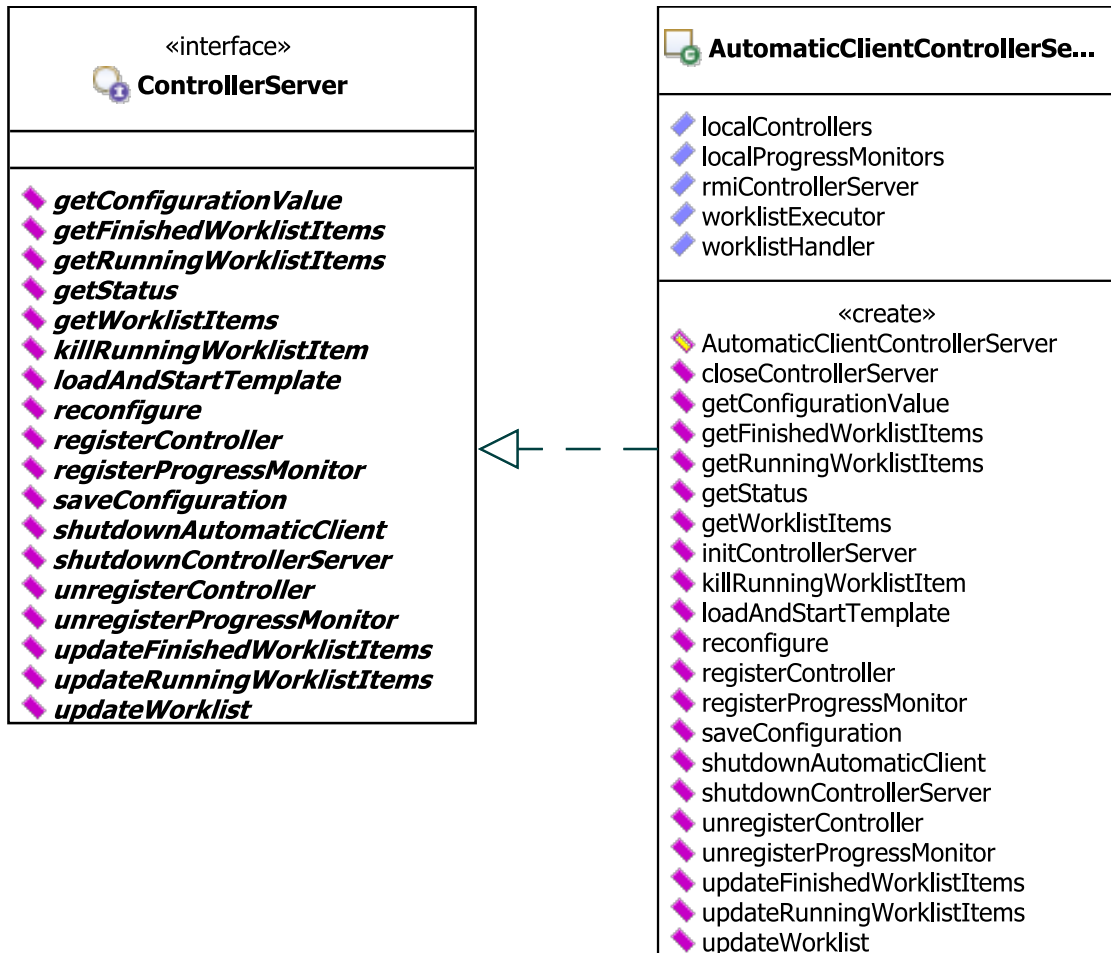 «interface»
ControllerServer
getConfigurationValue
getFinishedWorklistItems
getRunningWorklistItems
getStatus
getWorklistItems
killRunningWorklistItem
loadAndStartTemplate
reconfigure
registerController
registerProgressMonitor
saveConfiguration
shutdownAutomaticClient
shutdownControllerServer
unregisterController
unregisterProgressMonitor
updateFinishedWorklistItems
updateRunningWorklistItems
updateWorklist
AutomaticClientControllerSe...
localControllers
localProgressMonitors
rmiControllerServer
worklistExecutor
worklistHandler
«create»
AutomaticClientControllerServer
closeControllerServer
getConfigurationValue
getFinishedWorklistItems
getRunningWorklistItems
getStatus
getWorklistItems
initControllerServer
killRunningWorklistItem
loadAndStartTemplate
reconfigure
registerController
registerProgressMonitor
saveConfiguration
shutdownAutomaticClient
shutdownControllerServer
unregisterController
unregisterProgressMonitor
updateFinishedWorklistItems
updateRunningWorklistItems
updateWorklist